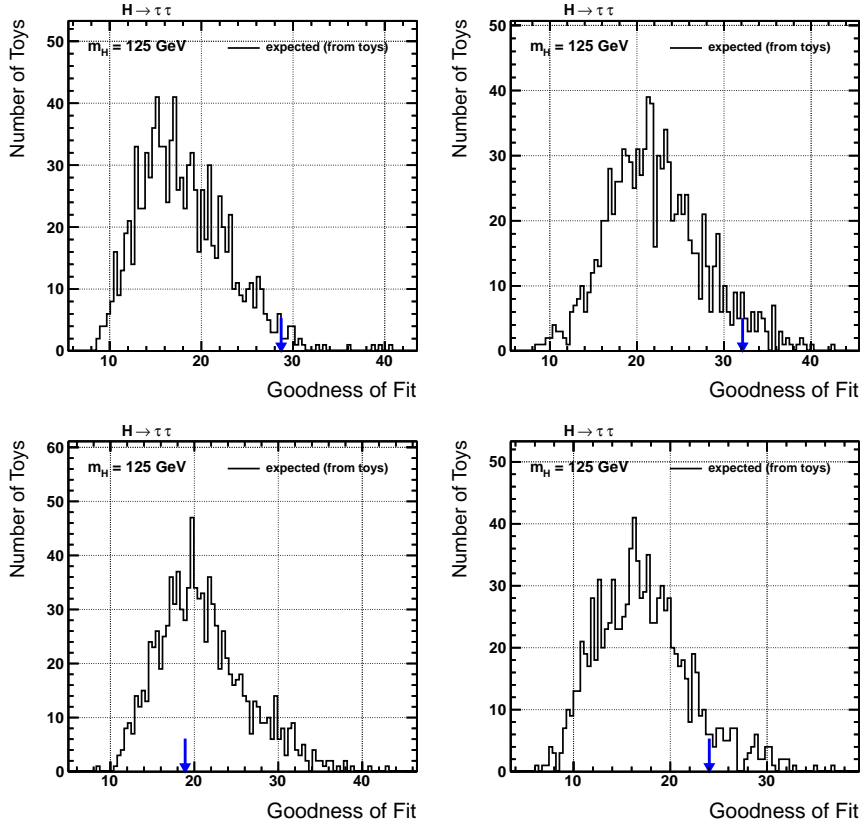 H → τ τ
m_H = 125 GeV
expected (from toys)
Number of Toys
50
40
30
20
10
0
10 20 30 40
Goodness of Fit
H → τ τ
m_H = 125 GeV
expected (from toys)
Number of Toys
50
40
30
20
10
0
10 20 30 40
Goodness of Fit
H → τ τ
m_H = 125 GeV
expected (from toys)
Number of Toys
60
50
40
30
20
10
0
10 20 30 40
Goodness of Fit
H → τ τ
m_H = 125 GeV
expected (from toys)
Number of Toys
50
40
30
20
10
0
10 20 30
Goodness of Fit